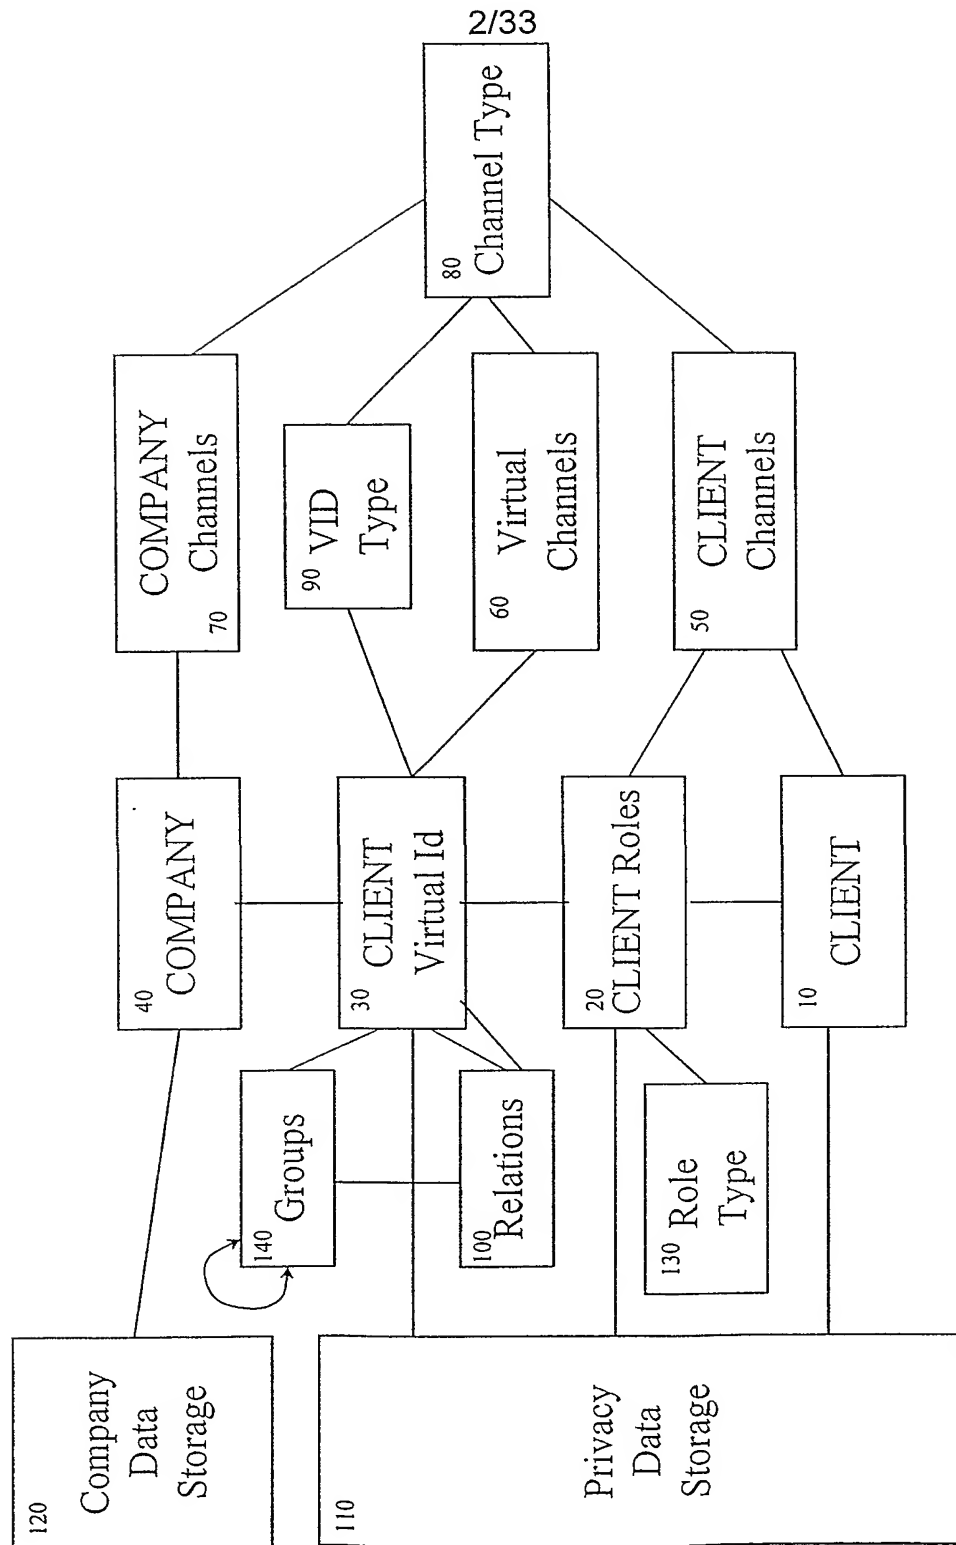 2/33
120
Company
Data
Storage
110
Privacy
Data
Storage
140
Groups
100
Relations
130 Role
Type
40
COMPANY
30
CLIENT
Virtual Id
20
CLIENT Roles
10
CLIENT
COMPANY
Channels
70
90 VID
Type
60
Virtual
Channels
50
CLIENT
Channels
80
Channel Type